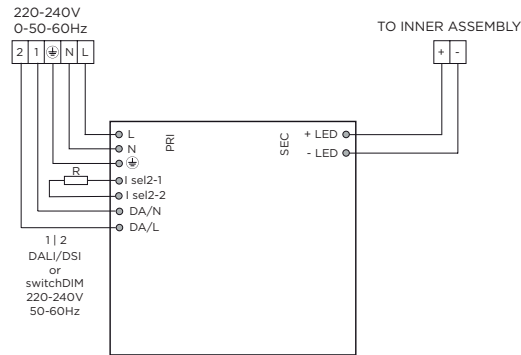 220-240V
0-50-60Hz
TO INNER ASSEMBLY
2 1 N L
+ -
L
N
PRI
SEC
+ LED
- LED
R
I sel2-1
I sel2-2
DA/N
DA/L
1 | 2
DALI/DSI
or
switchDIM
220-240V
50-60Hz